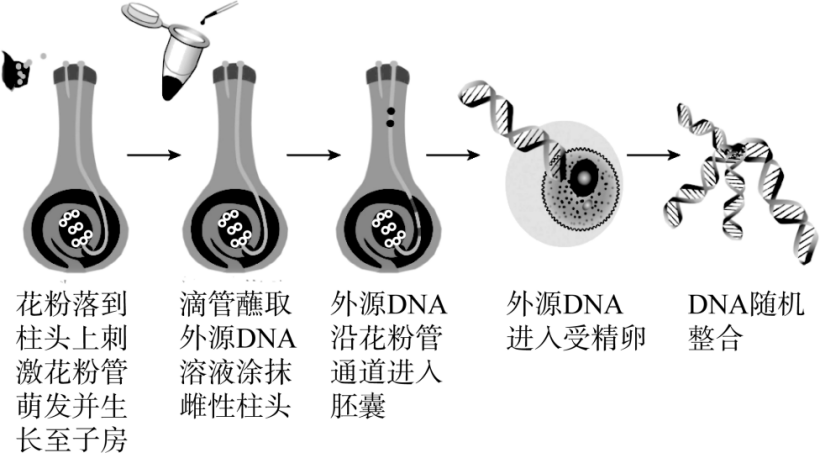 花粉落到
柱头上刺
激花粉管
萌发并生
长至子房
滴管蘸取
外源DNA
溶液涂抹
雌性柱头
外源DNA
沿花粉管
通道进入
胚囊
外源DNA
进入受精卵
DNA随机
整合